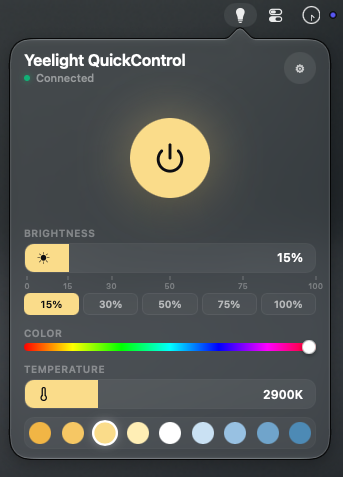 Yeelight QuickControl
Connected
BRIGHTNESS
15%
0 15 30 50 75 100
15% 30% 50% 75% 100%
COLOR
TEMPERATURE
2900K